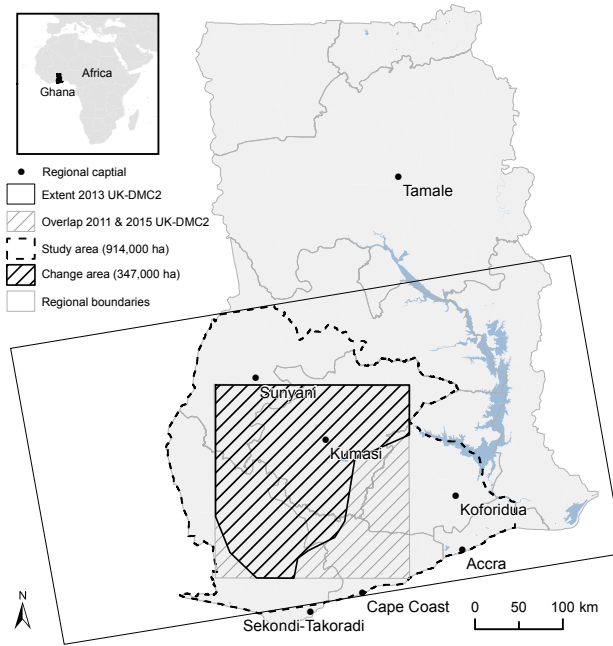 Africa
Ghana
Regional captial
Extent 2013 UK-DMC2
Overlap 2011 & 2015 UK-DMC2
Study area (914,000 ha)
Change area (347,000 ha)
Regional boundaries
Tamale
Sunyani
Kumasi
Koforidua
Accra
Cape Coast
Sekondi-Takoradi
N
0 50 100 km